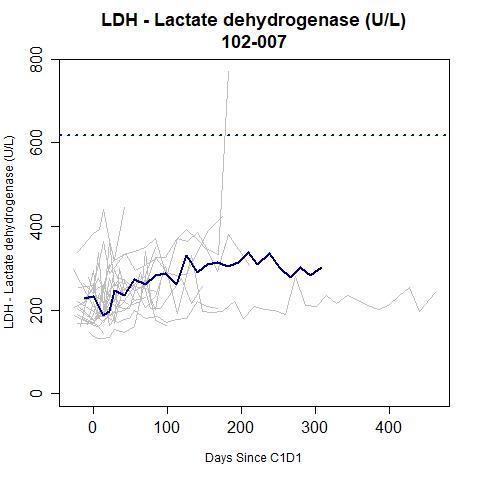 LDH - Lactate dehydrogenase (U/L)
102-007
LDH - Lactate dehydrogenase (U/L)
800
600
400
200
0
0 100 200 300 400
Days Since C1D1